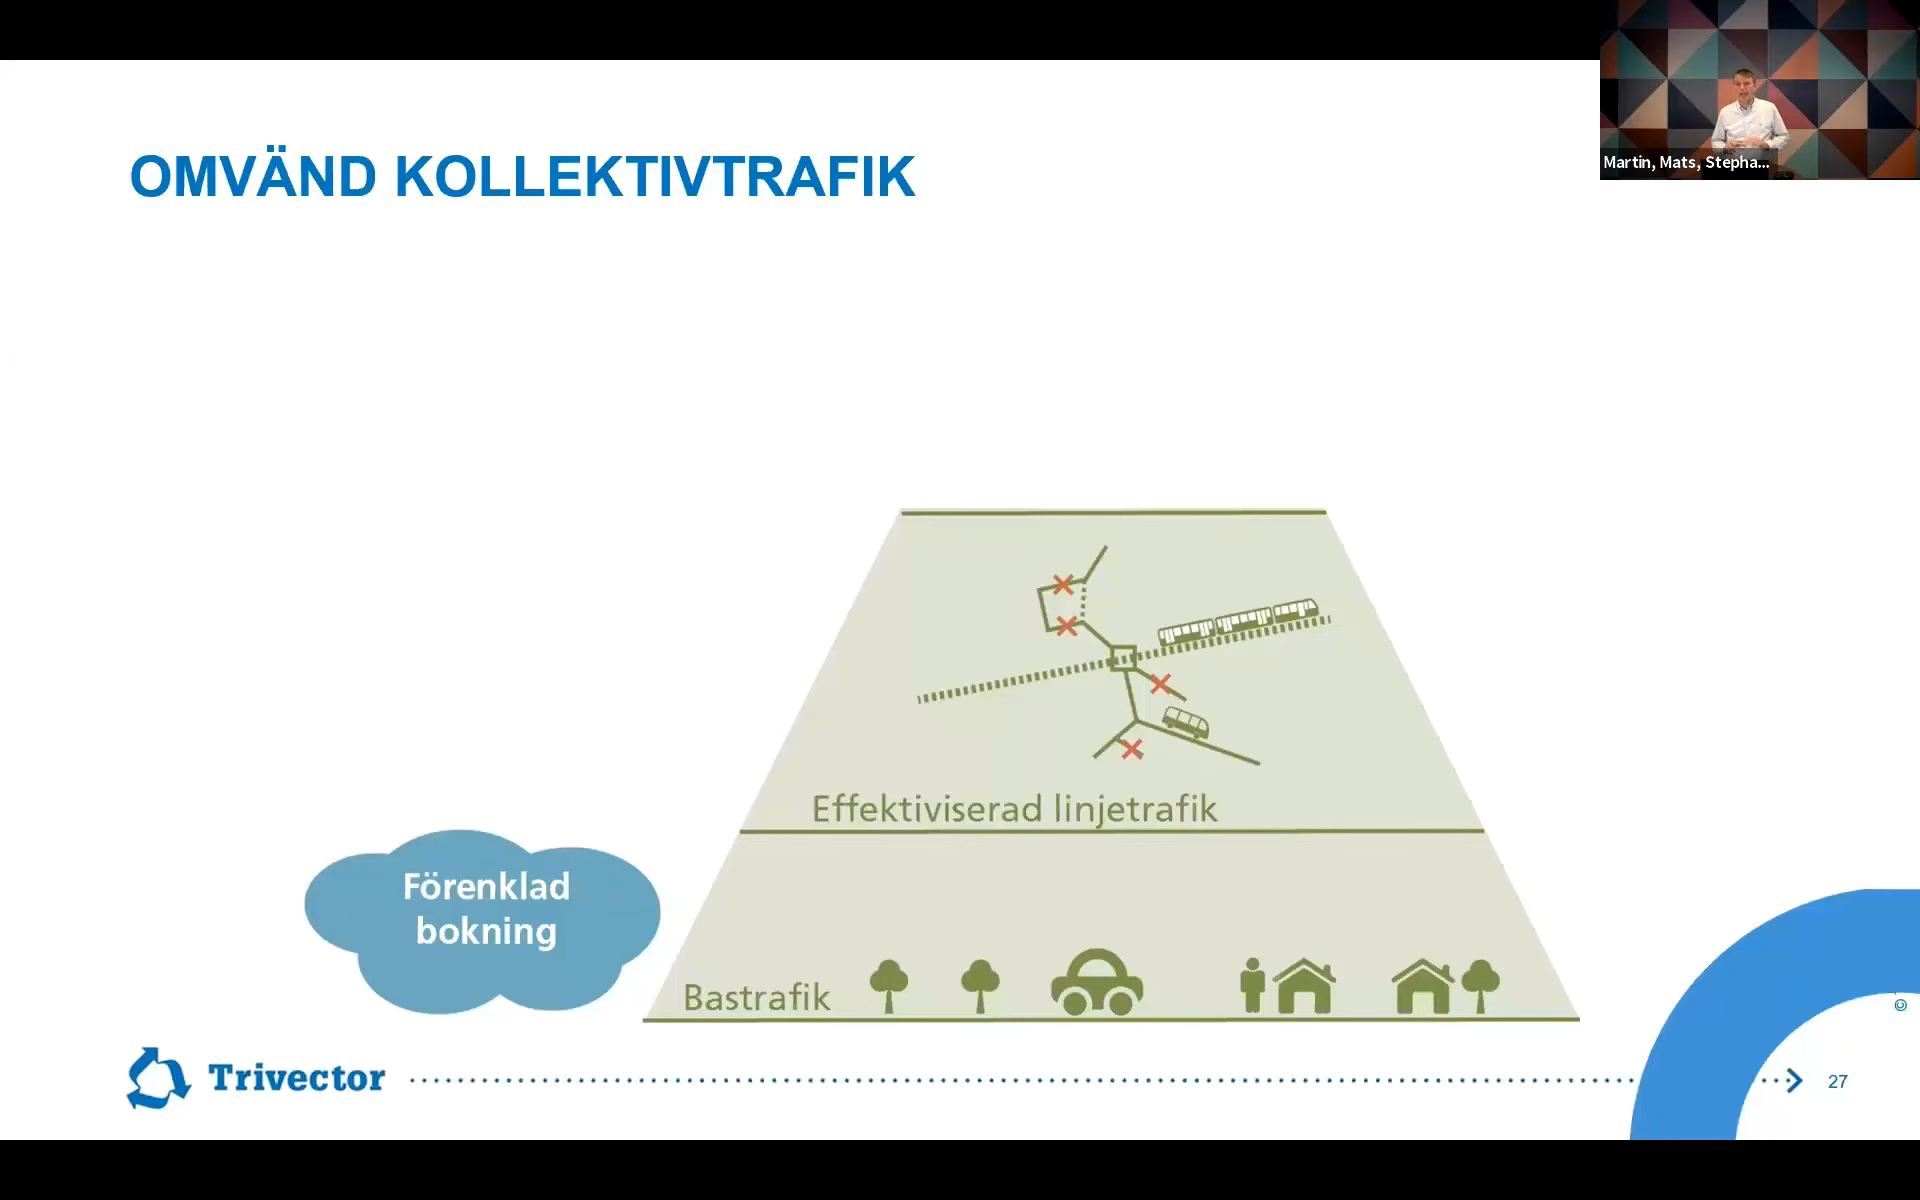 Martin, Mats, Stepha...
OMVÄND KOLLEKTIVTRAFIK
Effektiviserad linjetrafik
Förenklad
bokning
Bastrafik
©
Trivector
27